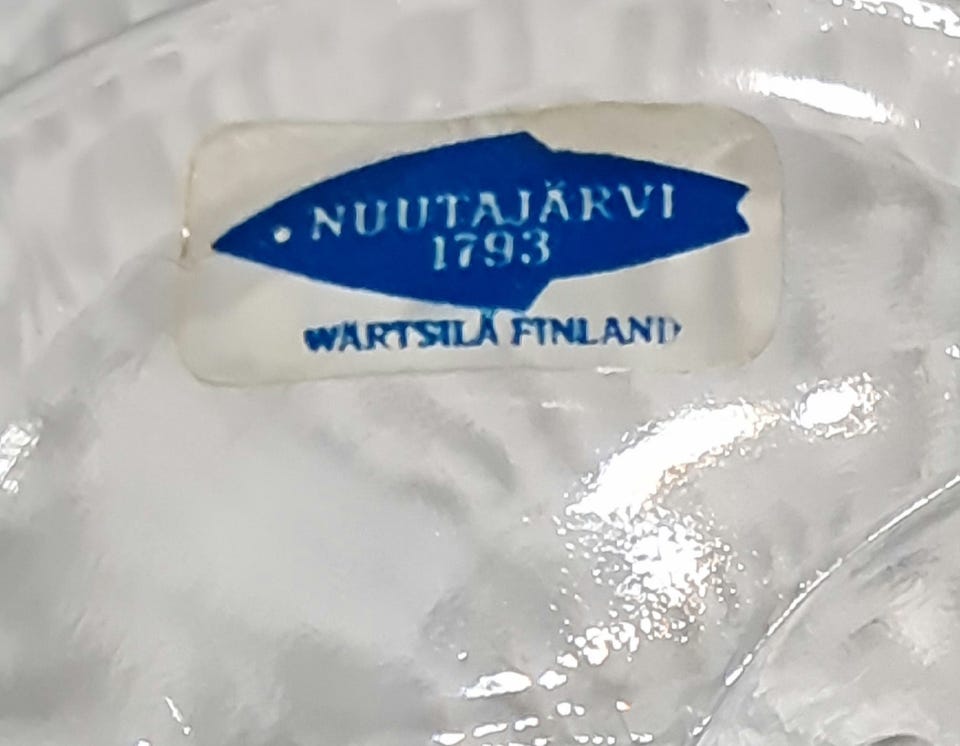 NUUTAJÄRVI
1793
WÄRTSILÄ FINLAND